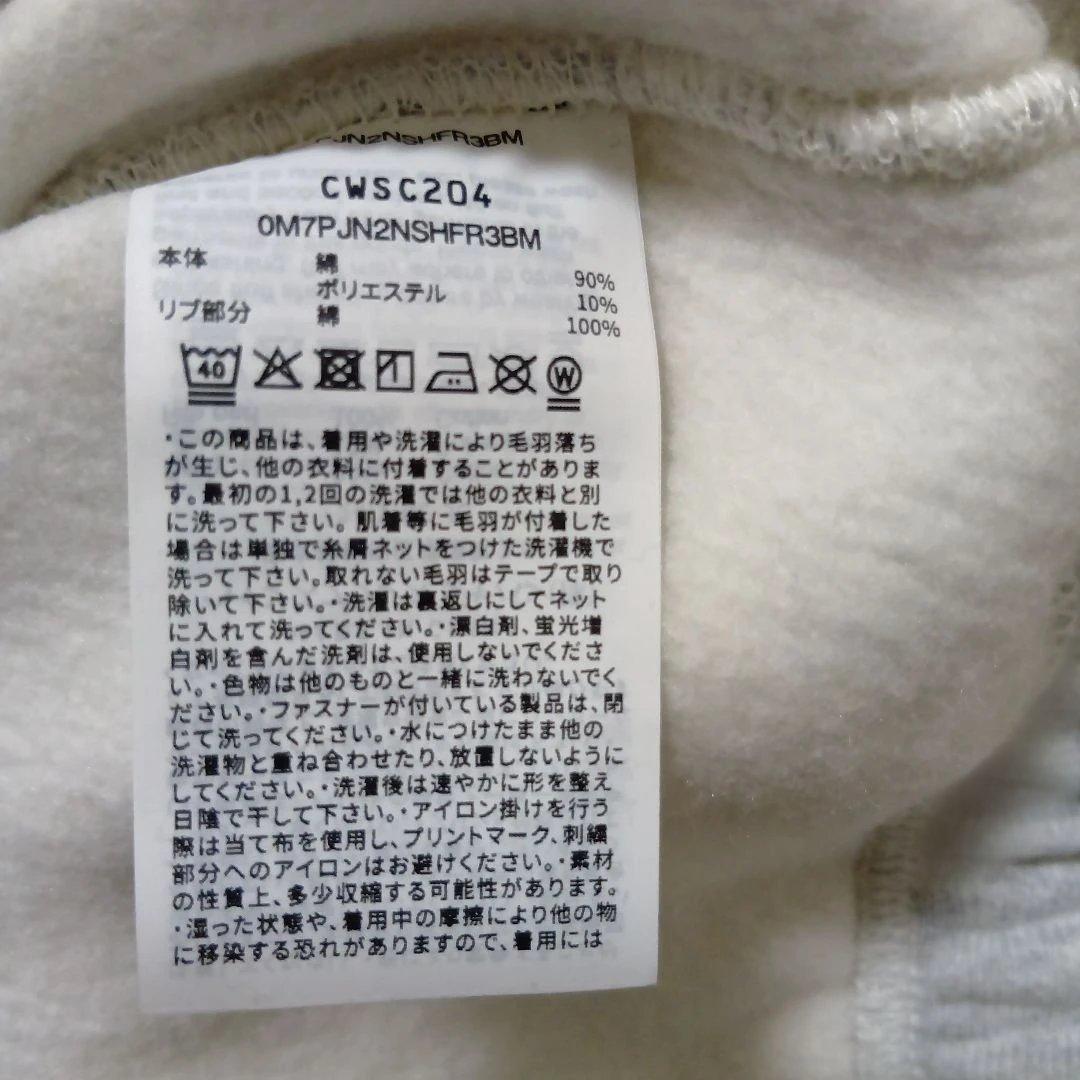 PJN2NSHFR3BM
CWSC204
0M7PJN2NSHFR3BM
本体 綿 90%
ポリエステル 10%
リブ部分 綿 100%
40 W
・この商品は、着用や洗濯により毛羽落ち
が生じ、他の衣料に付着することがありま
す。最初の1,2回の洗濯では他の衣料と別
に洗って下さい。肌着等に毛羽が付着した
場合は単独で糸屑ネットをつけた洗濯機で
洗って下さい。取れない毛羽はテープで取り
除いて下さい。・洗濯は裏返しにしてネット
に入れて洗ってください。・漂白剤、蛍光増
白剤を含んだ洗剤は、使用しないでくださ
い。・色物は他のものと一緒に洗わないでく
ださい。・ファスナーが付いている製品は、閉
じて洗ってください。・水につけたまま他の
洗濯物と重ね合わせたり、放置しないように
してください。・洗濯後は速やかに形を整え
日陰で干して下さい。・アイロン掛けを行う
際は当て布を使用し、プリントマーク、刺繍
部分へのアイロンはお避けください。・素材
の性質上、多少収縮する可能性があります。
・湿った状態や、着用中の摩擦により他の物
に移染する恐れがありますので、着用には